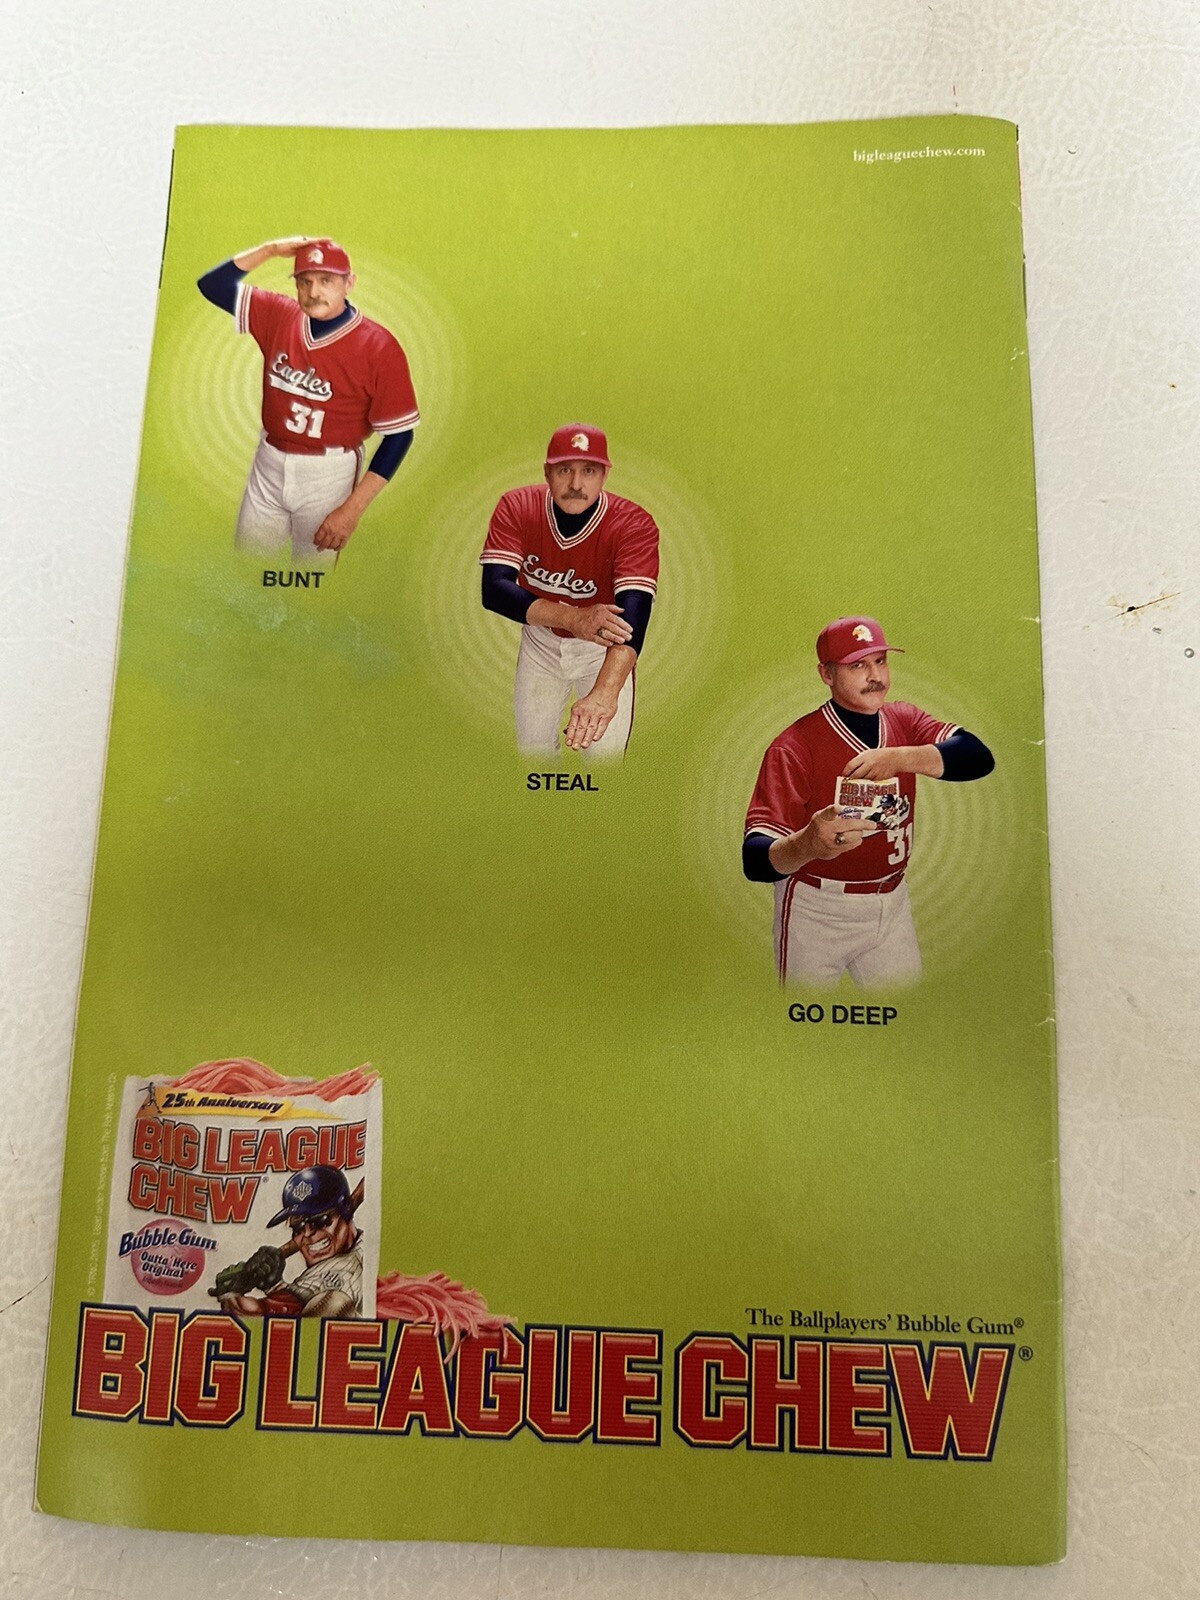 bigleaguechew.com
Eagles
31
BUNT
Eagles
STEAL
BIG LEAGUE
CHEW
31
GO DEEP
25th Anniversary
BIG LEAGUE
CHEW®
Bubble Gum
Outta' Here
Original
The Ballplayers' Bubble Gum®
BIG LEAGUE CHEW®